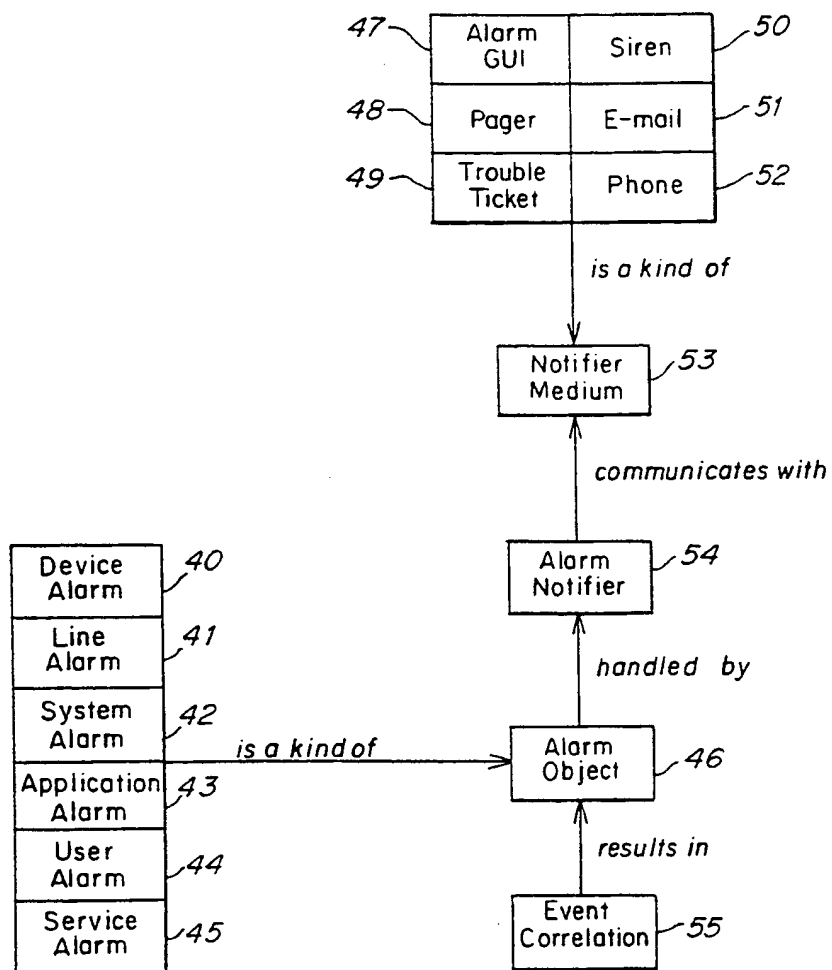 47
Alarm
GUI
Siren
50
48
Pager
E-mail
51
49
Trouble
Ticket
Phone
52
is a kind of
Notifier
Medium
53
communicates with
Device
Alarm
40
Alarm
Notifier
54
Line
Alarm
41
handled by
System
Alarm
42
is a kind of
Alarm
Object
46
Application
Alarm
43
User
Alarm
44
results in
Service
Alarm
45
Event
Correlation
55